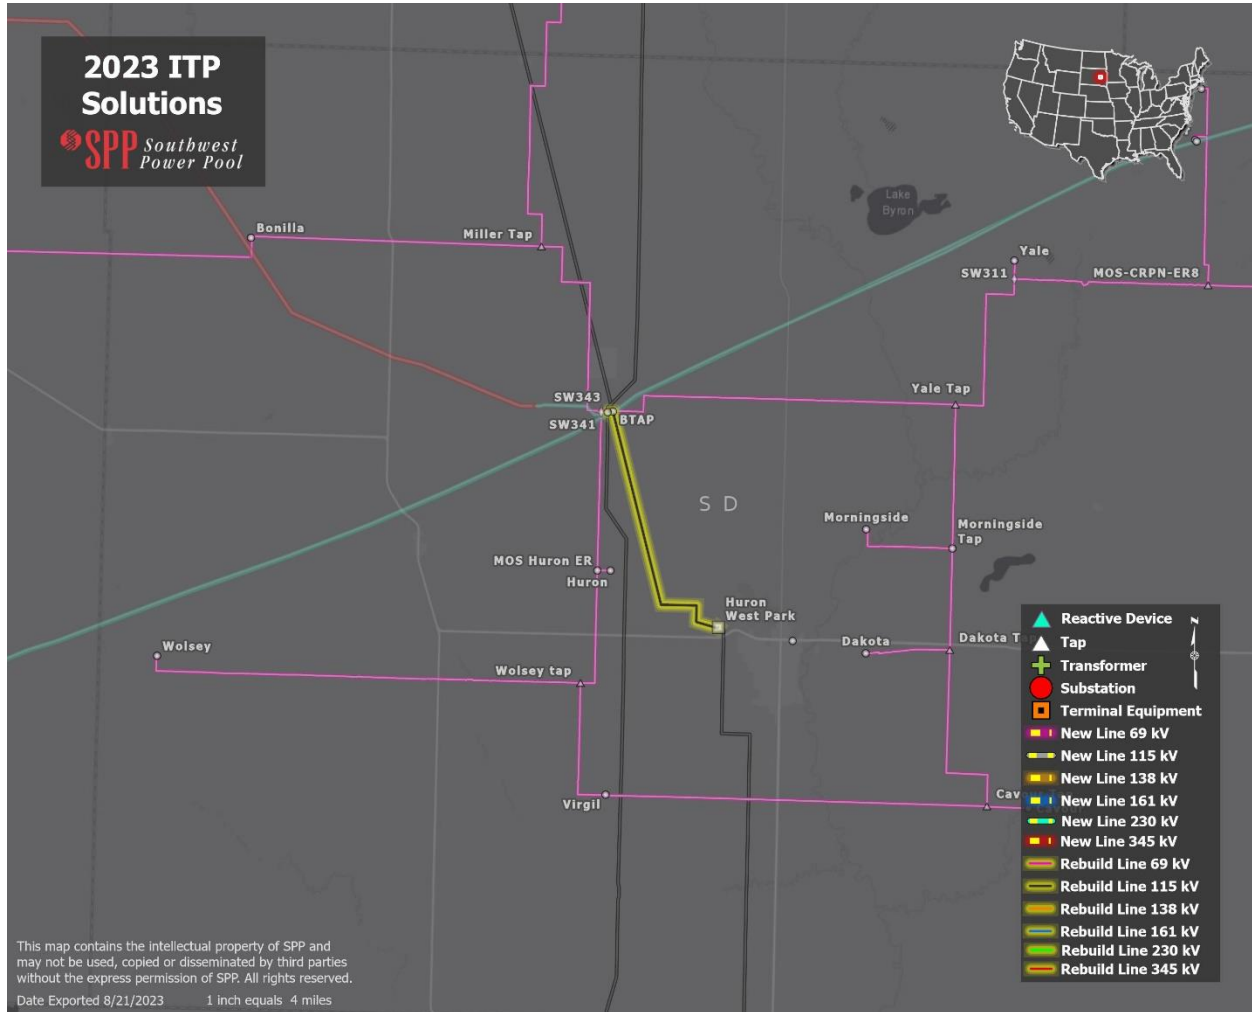 2023 ITP
Solutions
SPP Southwest
Power Pool
Lake
Byron
Bonilla
Miller Tap
Yale
SW311
MOS-CRPN-ER8
Yale Tap
SW343
SW341
BTAP
S D
Morningside
Morningside
Tap
MOS Huron ER
Huron
Huron
West Park
Wolsey
Wolsey tap
Dakota
Dakota Tap
Virgil
N
Reactive Device
Tap
Transformer
Substation
Terminal Equipment
New Line 69 kV
New Line 115 kV
New Line 138 kV
New Line 161 kV
New Line 230 kV
New Line 345 kV
Rebuild Line 69 kV
Rebuild Line 115 kV
Rebuild Line 138 kV
Rebuild Line 161 kV
Rebuild Line 230 kV
Rebuild Line 345 kV
This map contains the intellectual property of SPP and
may not be used, copied or disseminated by third parties
without the express permission of SPP. All rights reserved.
Date Exported 8/21/2023 1 inch equals 4 miles